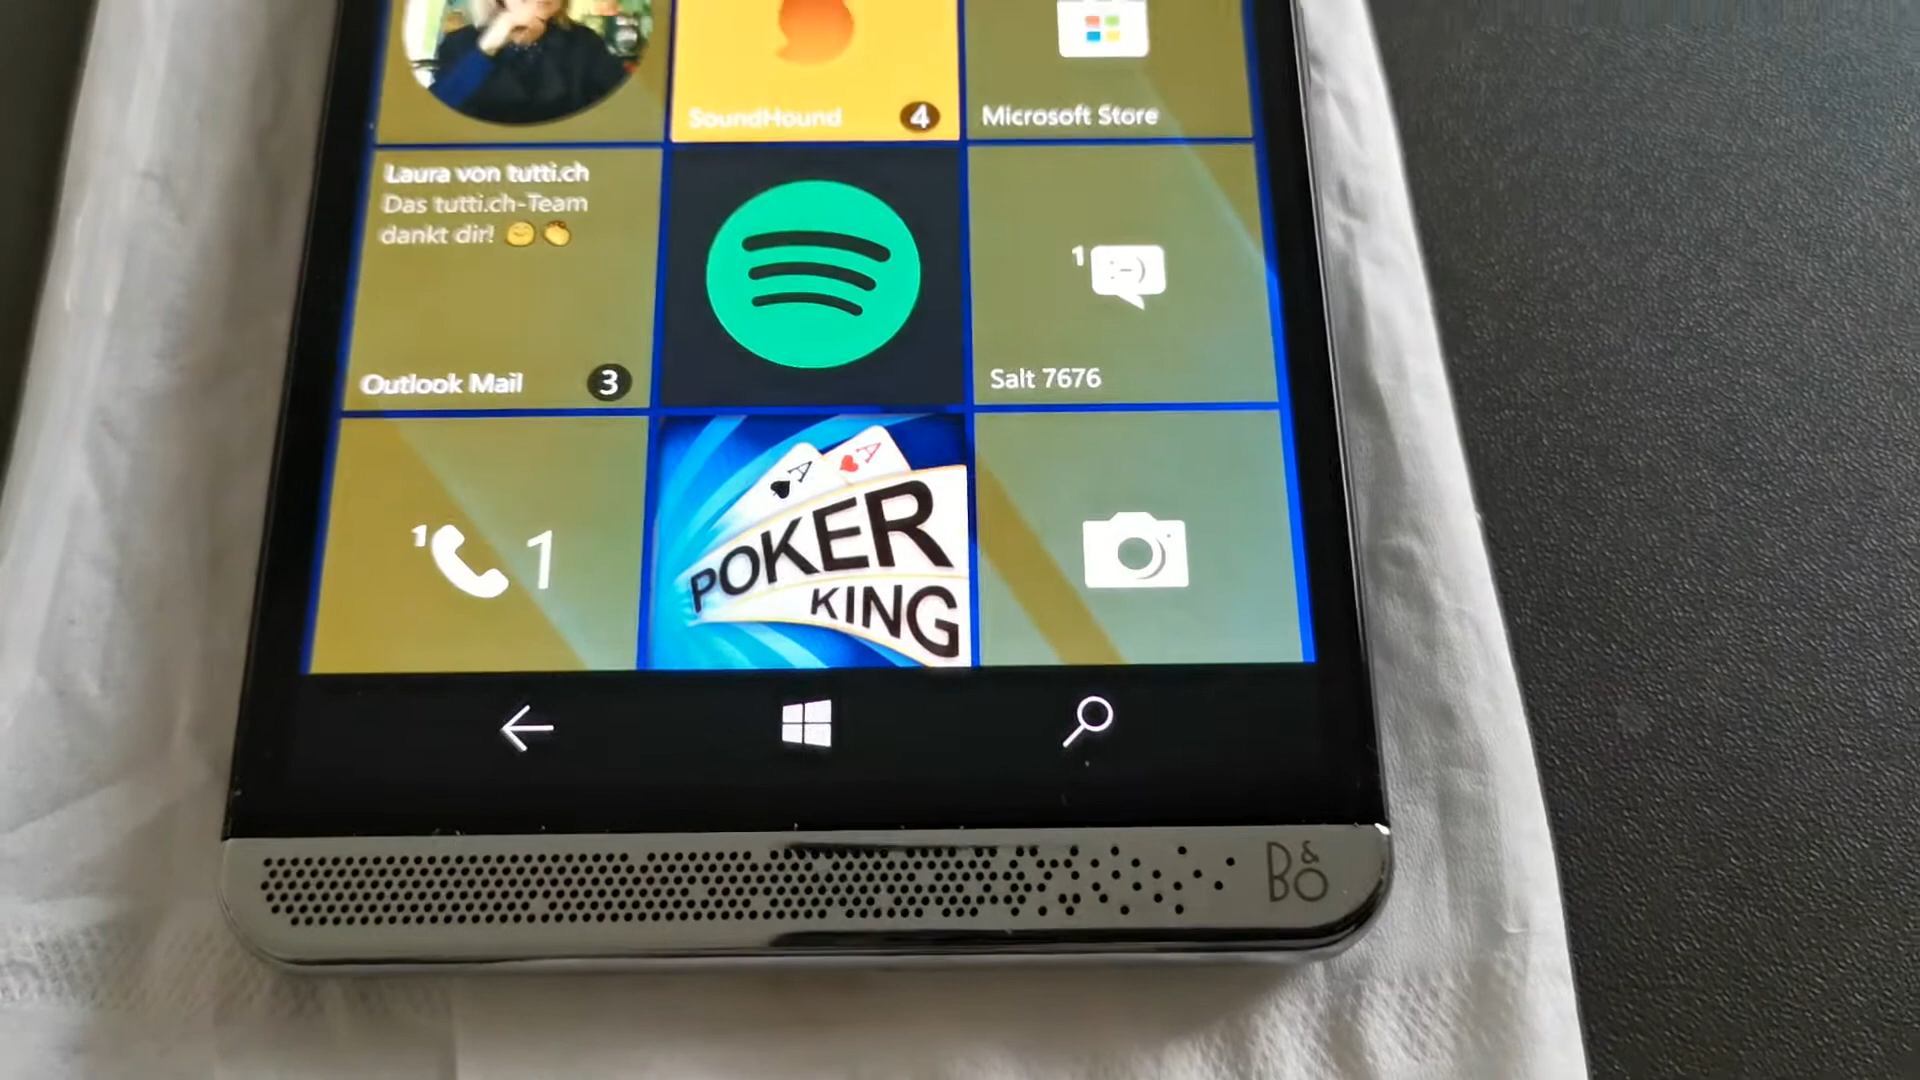 SoundHound 4
Microsoft Store
Laura von tutti.ch
Das tutti.ch-Team
dankt dir! 🤗 👏
Outlook Mail 3
1 :-)
Salt 7676
1 1
A A
POKER
KING
B&O